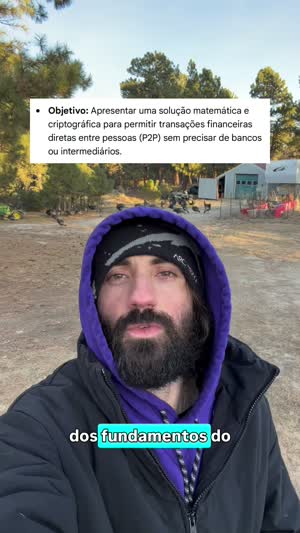 • Objetivo: Apresentar uma solução matemática e
criptográfica para permitir transações financeiras
diretas entre pessoas (P2P) sem precisar de bancos
ou intermediários.
dos fundamentos do